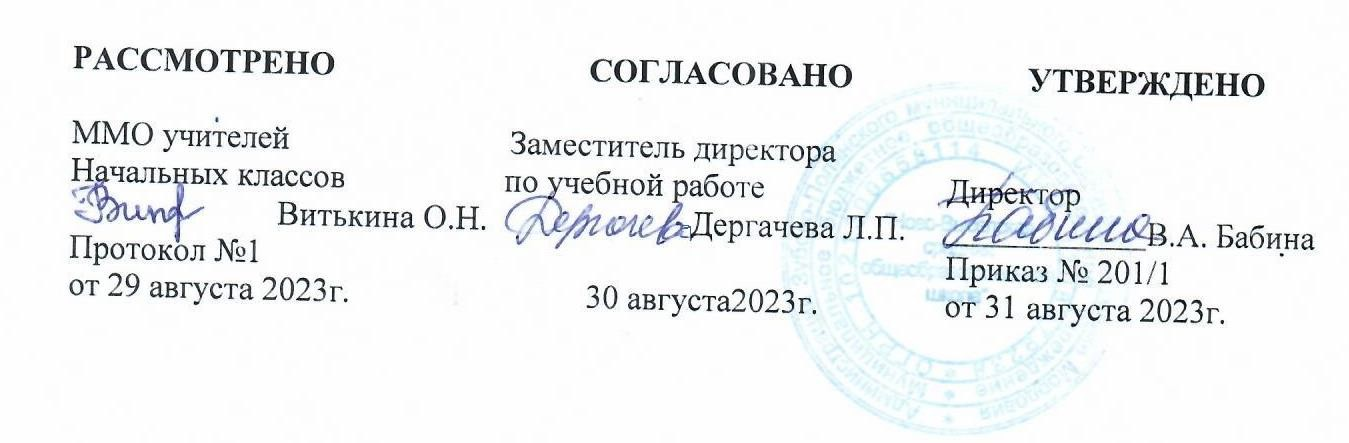 РАССМОТРЕНО
ММО учителей
Начальных классов
Витькина О.Н.
Протокол №1
от 29 августа 2023г.
СОГЛАСОВАНО
Заместитель директора
по учебной работе
Дергачева Л.П.
30 августа2023г.
УТВЕРЖДЕНО
Директор
В.А. Бабина
Приказ № 201/1
от 31 августа 2023г.